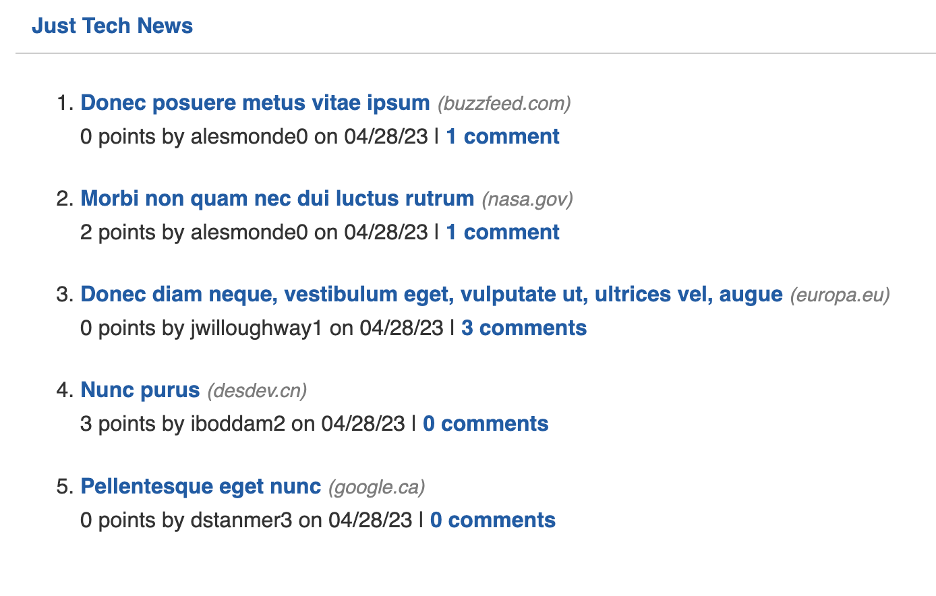 Just Tech News
1. Donec posuere metus vitae ipsum (buzzfeed.com)
0 points by alesmonde0 on 04/28/23 | 1 comment
2. Morbi non quam nec dui luctus rutrum (nasa.gov)
2 points by alesmonde0 on 04/28/23 | 1 comment
3. Donec diam neque, vestibulum eget, vulputate ut, ultrices vel, augue (europa.eu)
0 points by jwilloughway1 on 04/28/23 | 3 comments
4. Nunc purus (desdev.cn)
3 points by iboddam2 on 04/28/23 | 0 comments
5. Pellentesque eget nunc (google.ca)
0 points by dstanmer3 on 04/28/23 | 0 comments